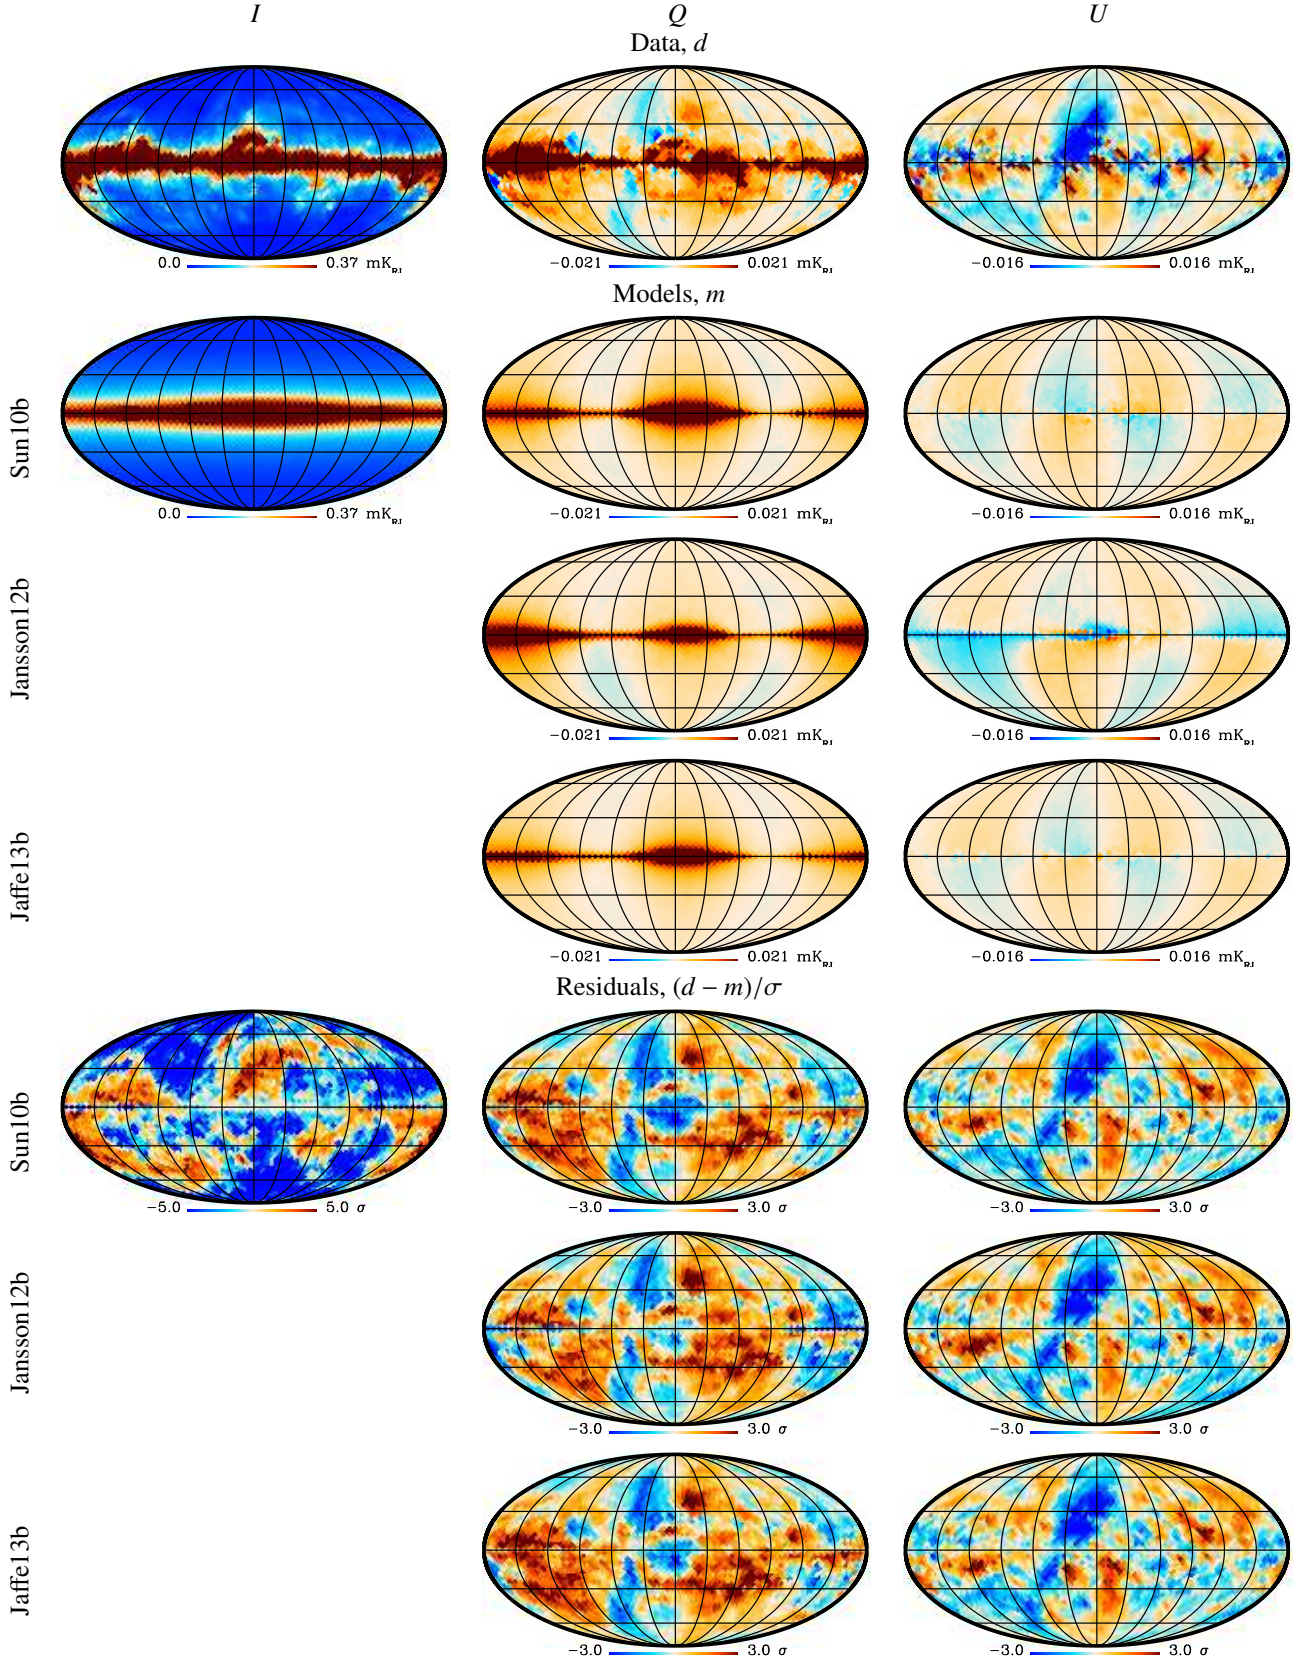 I Q U
Data, d
0.0 0.37 mK_RJ −0.021 0.021 mK_RJ −0.016 0.016 mK_RJ
Models, m
Sun10b
0.0 0.37 mK_RJ −0.021 0.021 mK_RJ −0.016 0.016 mK_RJ
Jansson12b
−0.021 0.021 mK_RJ −0.016 0.016 mK_RJ
Jaffe13b
−0.021 0.021 mK_RJ −0.016 0.016 mK_RJ
Residuals, (d − m)/σ
Sun10b
−5.0 5.0 σ −3.0 3.0 σ −3.0 3.0 σ
Jansson12b
−3.0 3.0 σ −3.0 3.0 σ
Jaffe13b
−3.0 3.0 σ −3.0 3.0 σ